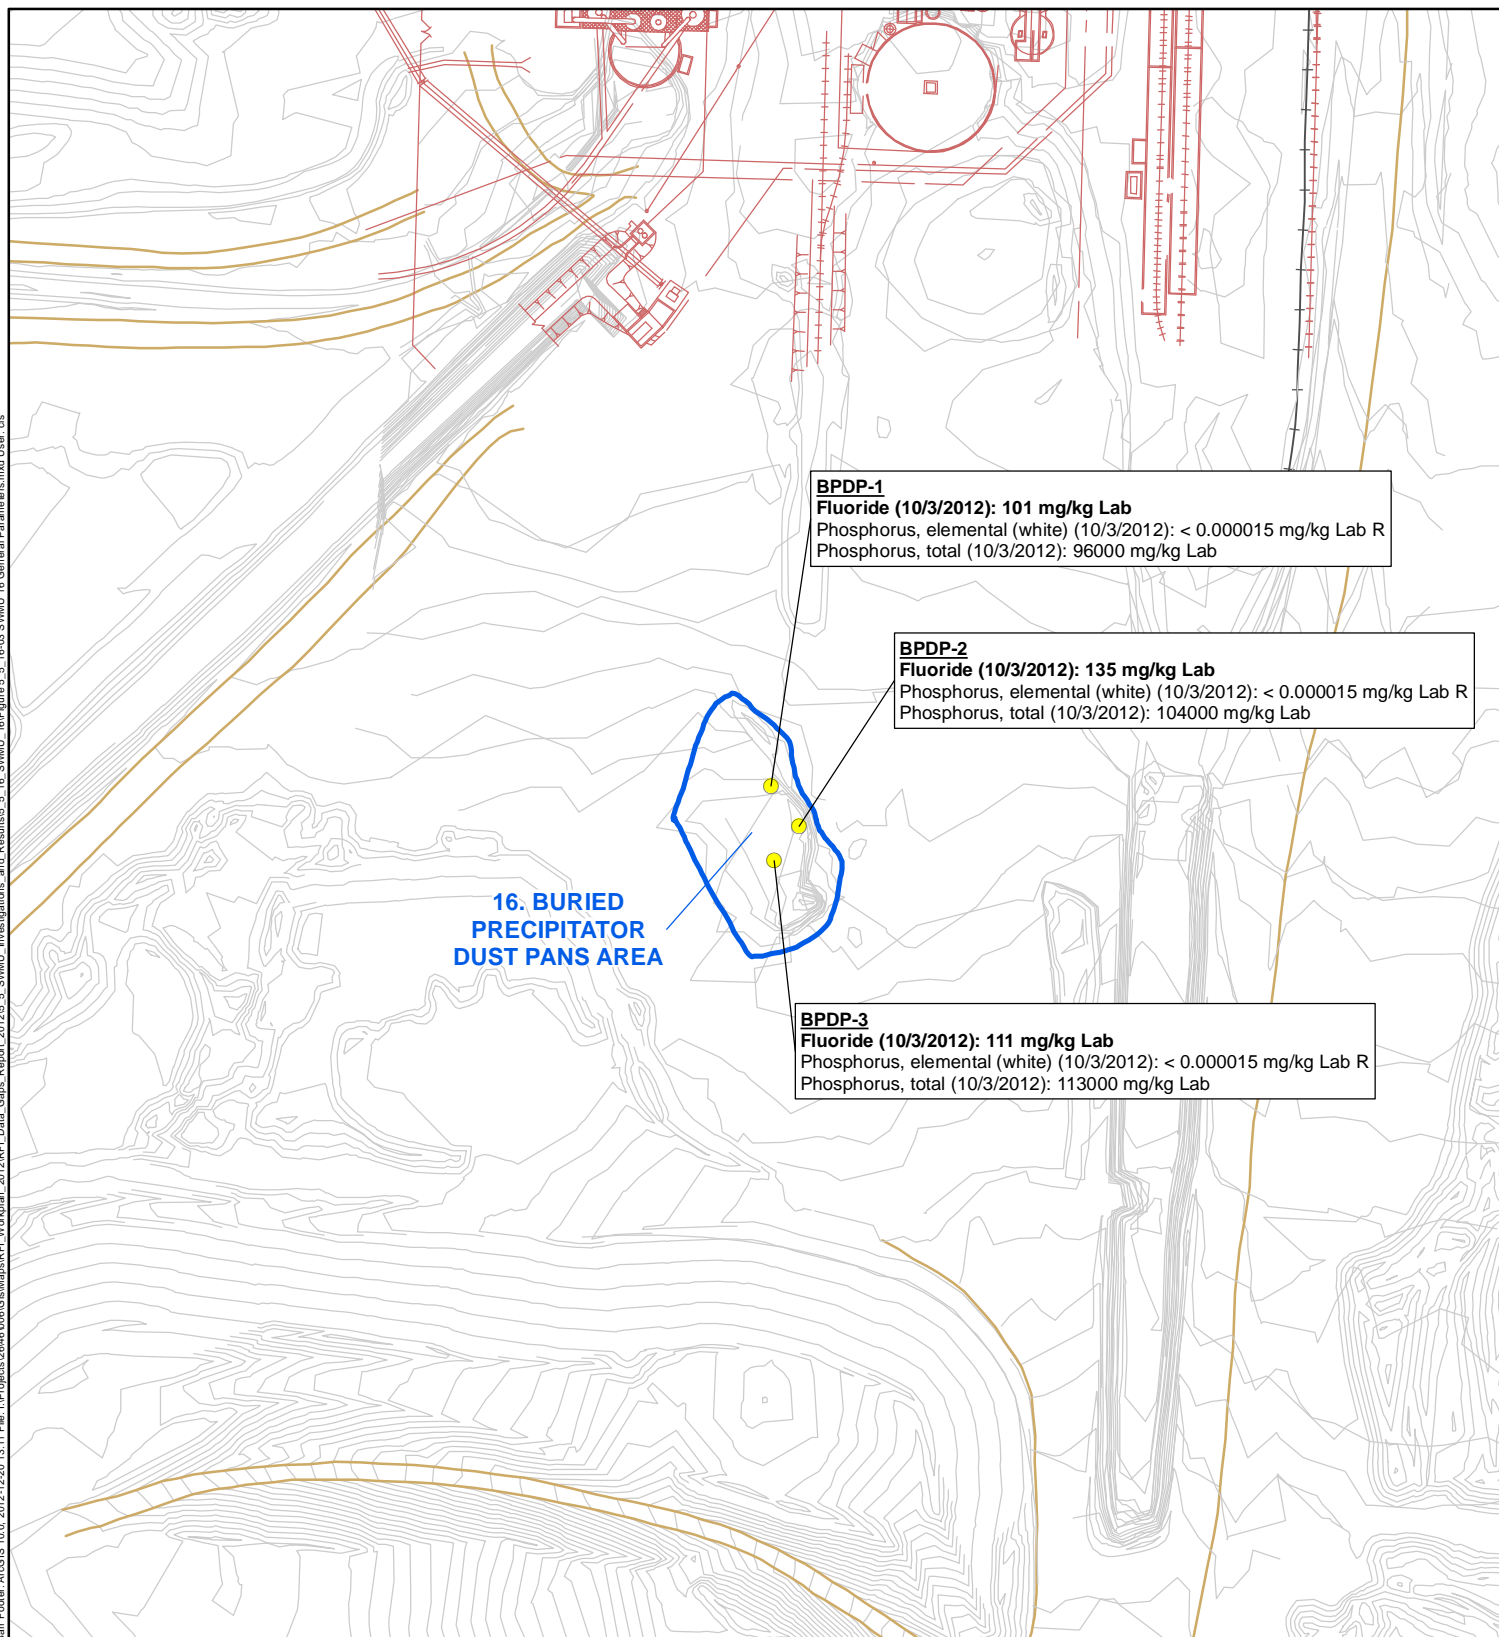 BPDP-1
Fluoride (10/3/2012): 101 mg/kg Lab
Phosphorus, elemental (white) (10/3/2012): < 0.000015 mg/kg Lab R
Phosphorus, total (10/3/2012): 96000 mg/kg Lab
BPDP-2
Fluoride (10/3/2012): 135 mg/kg Lab
Phosphorus, elemental (white) (10/3/2012): < 0.000015 mg/kg Lab R
Phosphorus, total (10/3/2012): 104000 mg/kg Lab
16. BURIED
PRECIPITATOR
DUST PANS AREA
BPDP-3
Fluoride (10/3/2012): 111 mg/kg Lab
Phosphorus, elemental (white) (10/3/2012): < 0.000015 mg/kg Lab R
Phosphorus, total (10/3/2012): 113000 mg/kg Lab